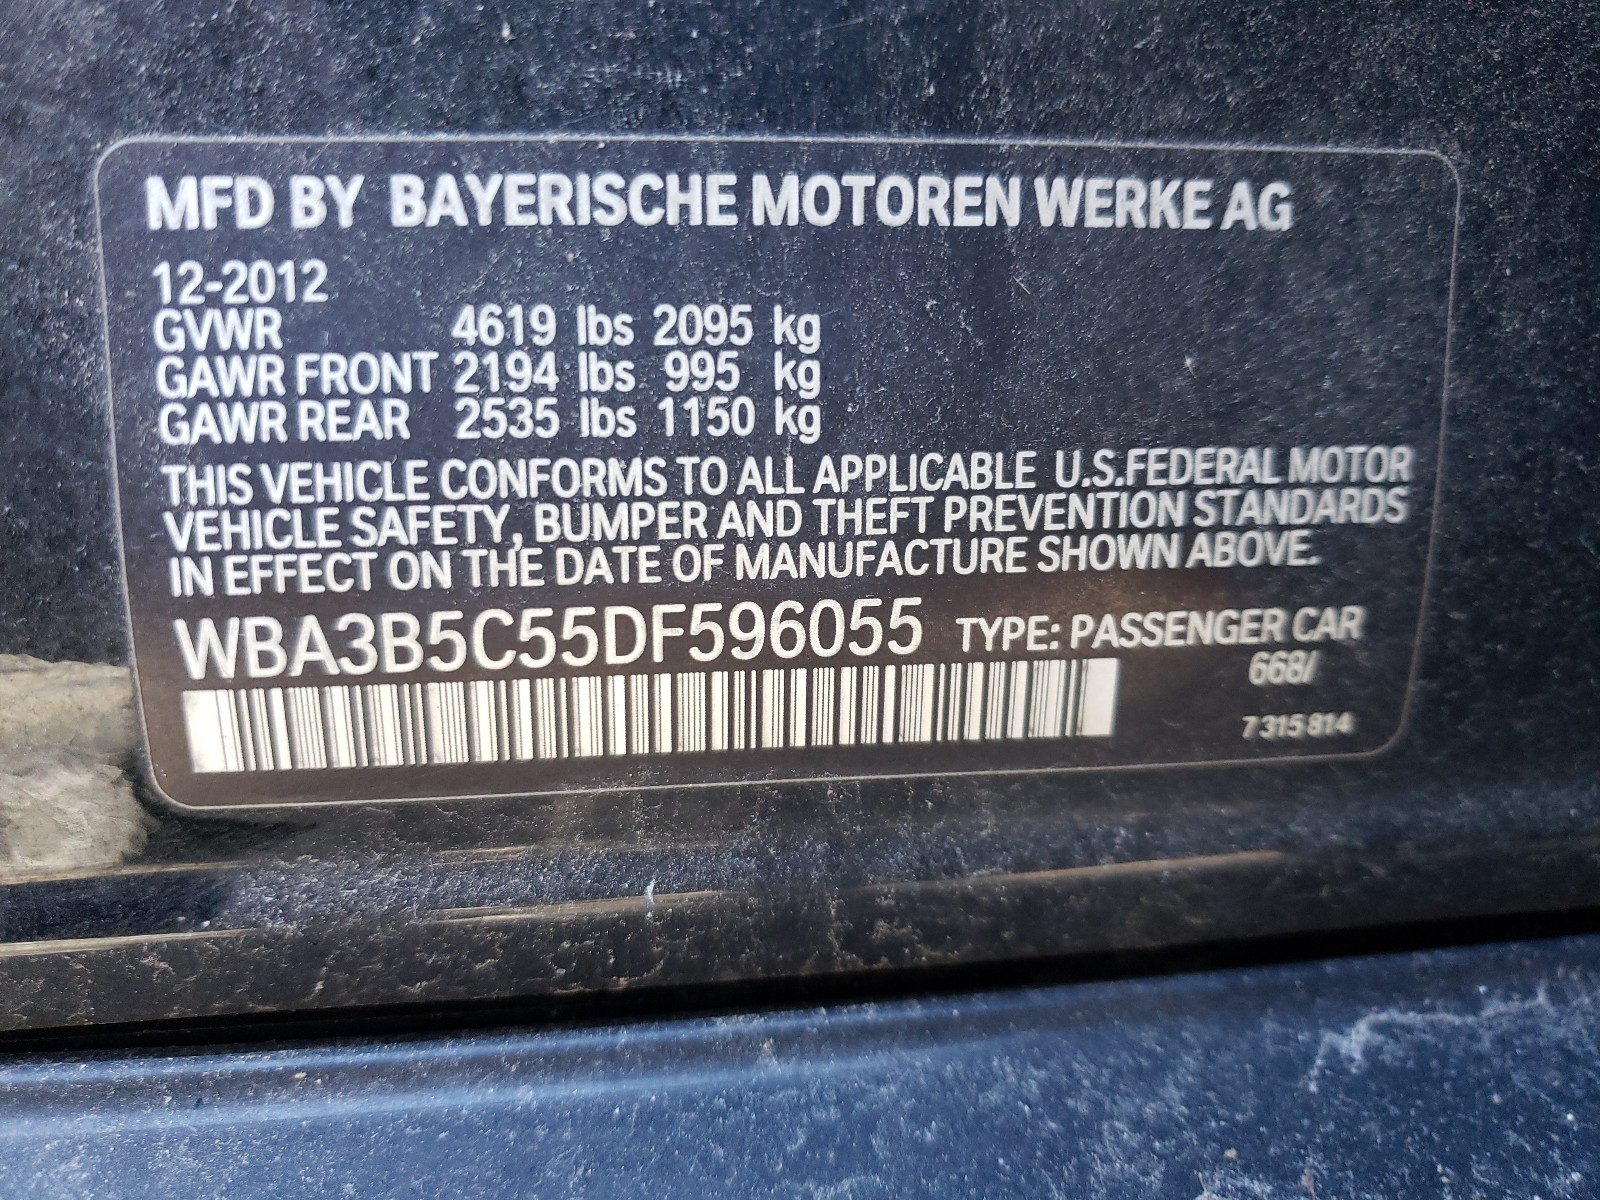 MFD BY BAYERISCHE MOTOREN WERKE AG
12-2012
GVWR 4619 lbs 2095 kg
GAWR FRONT 2194 lbs 995 kg
GAWR REAR 2535 lbs 1150 kg
THIS VEHICLE CONFORMS TO ALL APPLICABLE U.S.FEDERAL MOTOR
VEHICLE SAFETY, BUMPER AND THEFT PREVENTION STANDARDS
IN EFFECT ON THE DATE OF MANUFACTURE SHOWN ABOVE.
WBA3B5C55DF596055 TYPE: PASSENGER CAR
668/
7 315 814